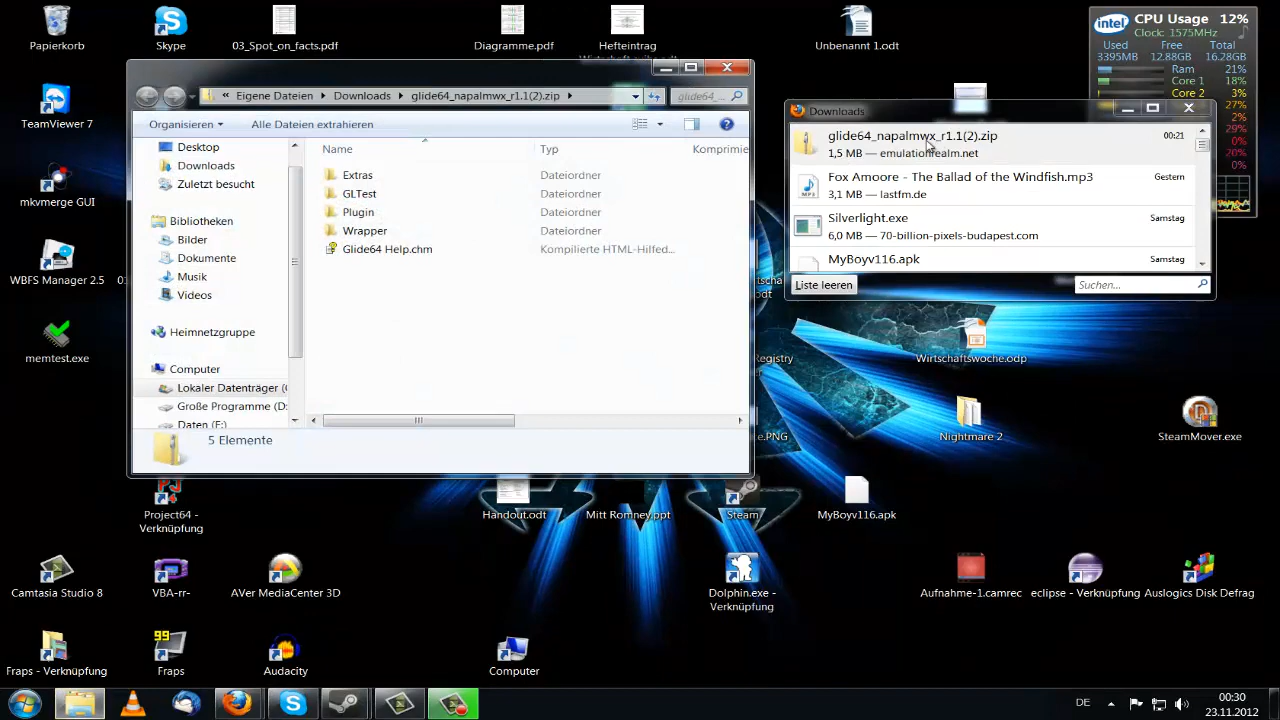 Papierkorb
Skype
03_Spot_on_facts.pdf
Diagramme.pdf
Hefteintrag
Unbenannt 1.odt
intel CPU Usage 12%
Clock: 1575MHz
Used Free Total
3395MB 12.88GB 16.28GB
Ram 21%
Core 1 18%
Core 2 3%
27%
2%
29%
0%
20%
0%
TeamViewer 7
mkvmerge GUI
WBFS Manager 2.5
memtest.exe
Eigene Dateien
Downloads
glide64_napalmwx_r1.1(2).zip
glide64_...
Organisieren
Alle Dateien extrahieren
Desktop
Downloads
Zuletzt besucht
Bibliotheken
Bilder
Dokumente
Musik
Videos
Heimnetzgruppe
Computer
Lokaler Datenträger (
Große Programme (D:
Daten (F:)
Name Typ Komprimie
Extras Dateiordner
GLTest Dateiordner
Plugin Dateiordner
Wrapper Dateiordner
Glide64 Help.chm Kompilierte HTML-Hilfed...
5 Elemente
Downloads
glide64_napalmwx_r1.1(2).zip 00:21
1,5 MB — emulationrealm.net
Fox Amoore - The Ballad of the Windfish.mp3 Gestern
3,1 MB — lastfm.de
Silverlight.exe Samstag
6,0 MB — 70-billion-pixels-budapest.com
MyBoyv116.apk Samstag
Liste leeren
Suchen...
odt
Registry
Wirtschaftswoche.odp
.PNG
Nightmare 2
SteamMover.exe
Project64 -
Verknüpfung
Handout.odt
Mitt Romney.ppt
Steam
MyBoyv116.apk
Camtasia Studio 8
VBA-rr-
AVer MediaCenter 3D
Dolphin.exe -
Verknüpfung
Aufnahme-1.camrec
eclipse - Verknüpfung
Auslogics Disk Defrag
99
Fraps - Verknüpfung
Fraps
Audacity
Computer
DE
00:30
23.11.2012